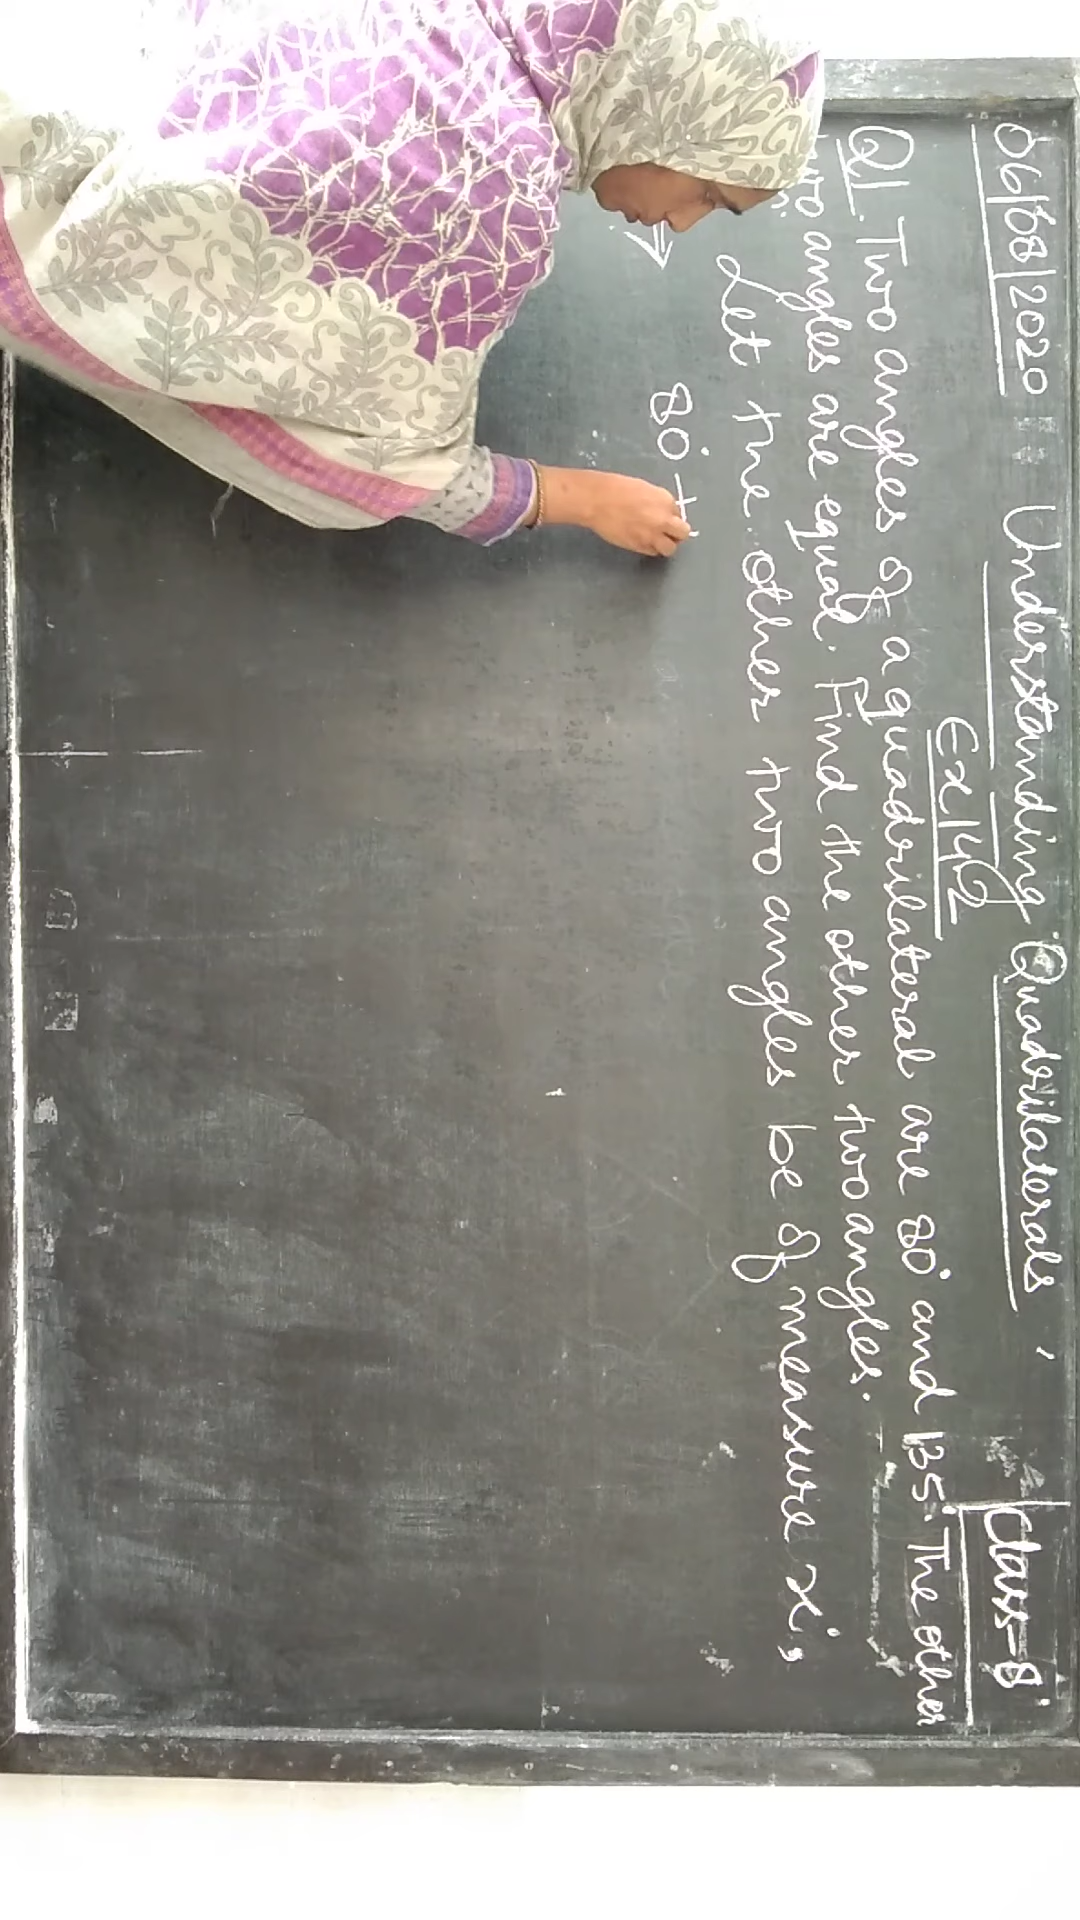 06/08/2020 Understanding Quadrilaterals Class-8
Ex 14.2
Q1. Two angles of a quadrilateral are 80° and 135°. The other
two angles are equal. Find the other two angles.
Let the other two angles be of measure x°,
→ 80° +